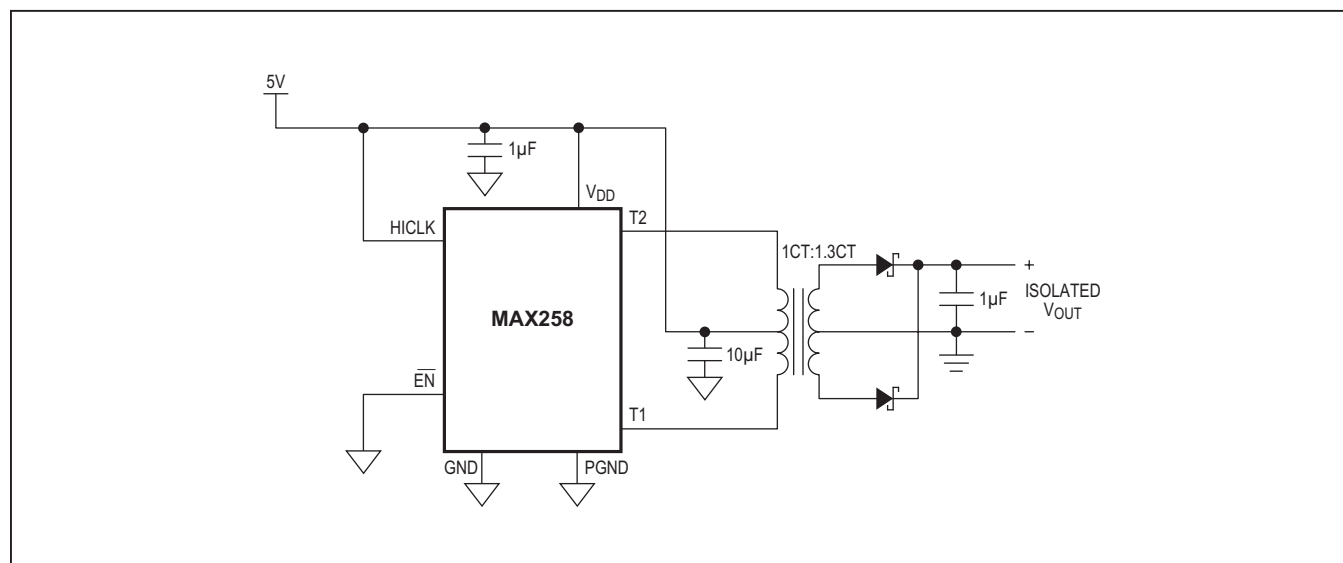 5V
1µF
VDD
HICLK
T2
1CT:1.3CT
+
1µF
ISOLATED
VOUT
–
MAX258
10µF
EN
T1
GND
PGND